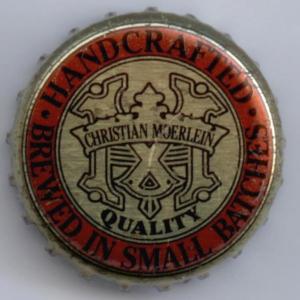 HANDCRAFTED
CHRISTIAN MOERLEIN
QUALITY
• BREWED IN SMALL BATCHES •